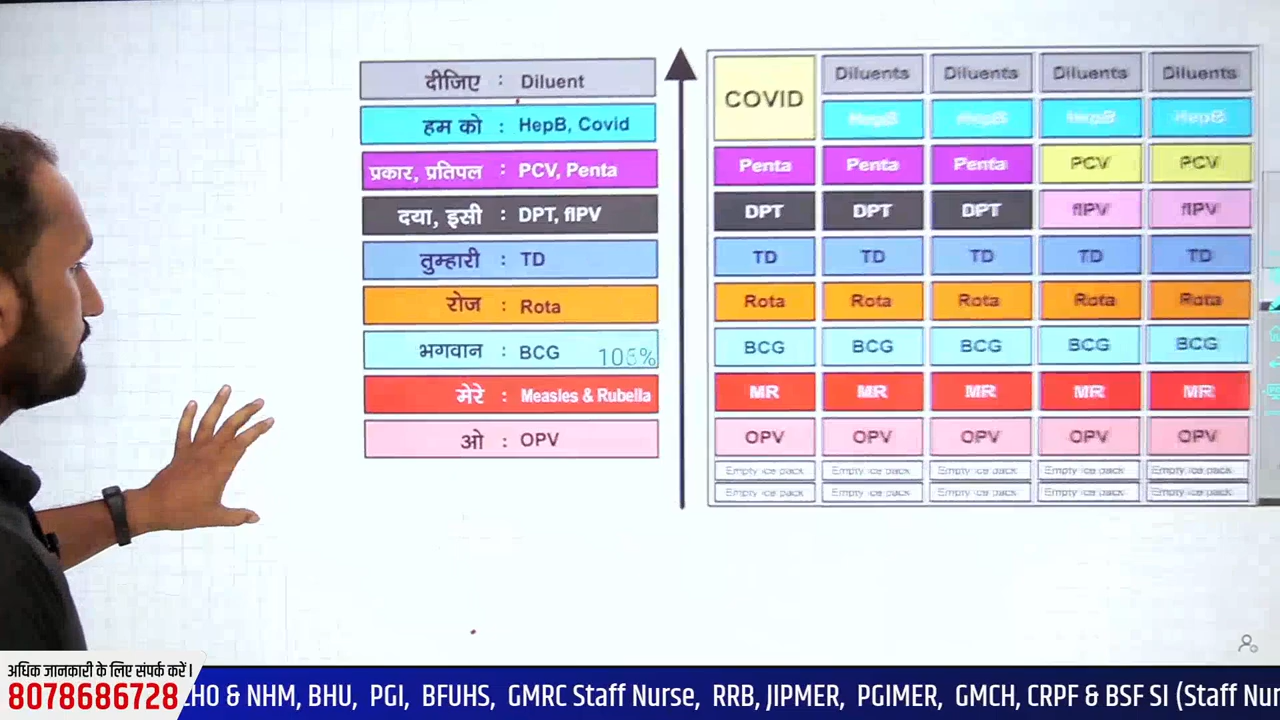 दीजिए : Diluent
हम को : HepB, Covid
प्रकार, प्रतिपल : PCV, Penta
दया, इसी : DPT, fIPV
तुम्हारी : TD
रोज : Rota
भगवान : BCG
मेरे : Measles & Rubella
ओ : OPV
COVID Diluents Diluents Diluents Diluents
HepB HepB HepB HepB
Penta Penta Penta PCV PCV
DPT DPT DPT fIPV fIPV
TD TD TD TD TD
Rota Rota Rota Rota Rota
BCG BCG BCG BCG BCG
MR MR MR MR MR
OPV OPV OPV OPV OPV
Empty ice pack Empty ice pack Empty ice pack Empty ice pack Empty ice pack
Empty ice pack Empty ice pack Empty ice pack Empty ice pack Empty ice pack
अधिक जानकारी के लिए संपर्क करें।
8078686728
HO & NHM, BHU, PGI, BFUHS, GMRC Staff Nurse, RRB, JIPMER, PGIMER, GMCH, CRPF & BSF SI (Staff Nur